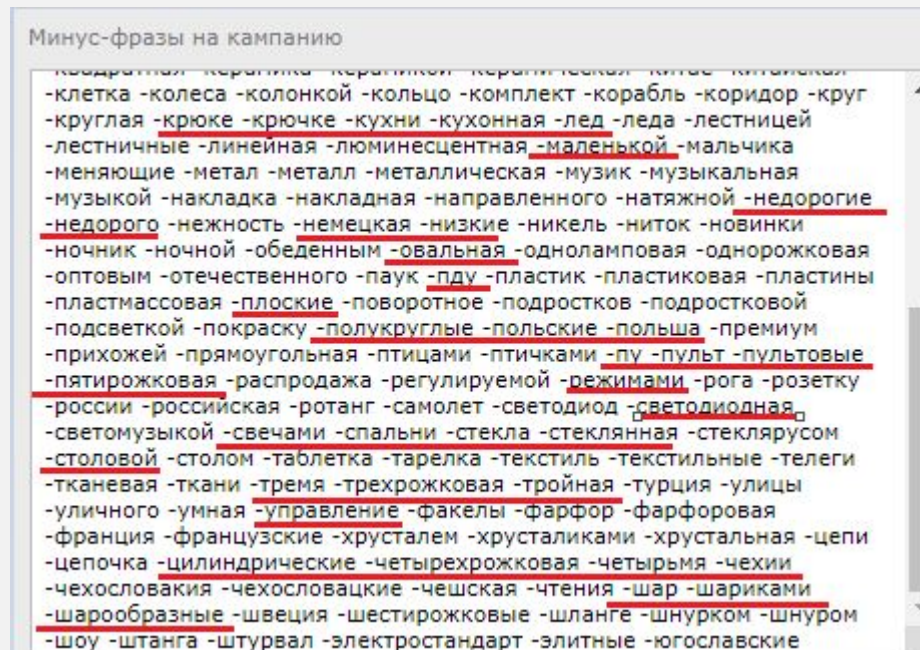 Минус-фразы на кампанию
-квадратная -керамика -керамикой -керамическая -китае -китайская
-клетка -колеса -колонкой -кольцо -комплект -корабль -коридор -круг
-круглая -крюке -крючке -кухни -кухонная -лед -леда -лестницей
-лестничные -линейная -люминесцентная -маленькой -мальчика
-меняющие -метал -металл -металлическая -музик -музыкальная
-музыкой -накладка -накладная -направленного -натяжной -недорогие
-недорого -нежность -немецкая -низкие -никель -ниток -новинки
-ночник -ночной -обеденным -овальная -одноламповая -однорожковая
-оптовым -отечественного -паук -пду -пластик -пластиковая -пластины
-пластмассовая -плоские -поворотное -подростков -подростковой
-подсветкой -покраску -полукруглые -польские -польша -премиум
-прихожей -прямоугольная -птицами -птичками -пу -пульт -пультовые
-пятирожковая -распродажа -регулируемой -режимами -рога -розетку
-россии -российская -ротанг -самолет -светодиод -светодиодная
-светомузыкой -свечами -спальни -стекла -стеклянная -стеклярусом
-столовой -столом -таблетка -тарелка -текстиль -текстильные -телеги
-тканевая -ткани -тремя -трехрожковая -тройная -турция -улицы
-уличного -умная -управление -факелы -фарфор -фарфоровая
-франция -французские -хрусталем -хрусталиками -хрустальная -цепи
-цепочка -цилиндрические -четырехрожковая -четырьмя -чехии
-чехословакия -чехословацкие -чешская -чтения -шар -шариками
-шарообразные -швеция -шестирожковые -шланге -шнурком -шнуром
-шоу -штанга -штурвал -электростандарт -элитные -югославские